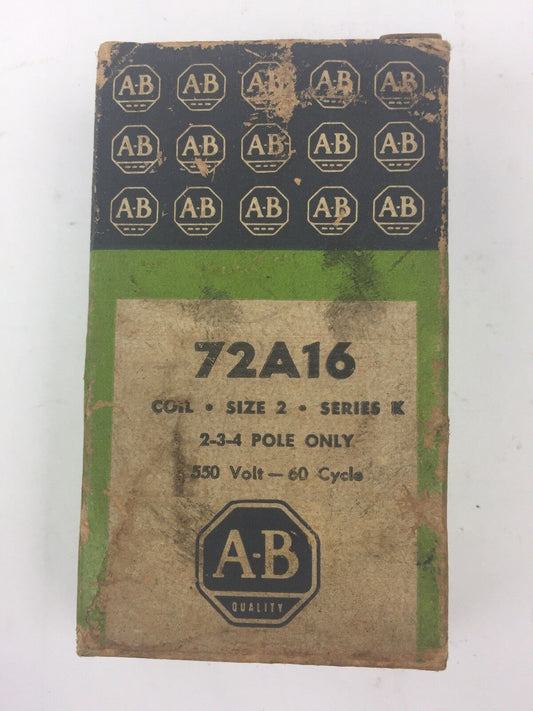 A-B A-B A-B A-B A-B
A-B A-B A-B A-B A-B
A-B A-B A-B A-B A-B
72A16
COIL • SIZE 2 • SERIES K
2-3-4 POLE ONLY
550 Volt — 60 Cycle
A-B
QUALITY